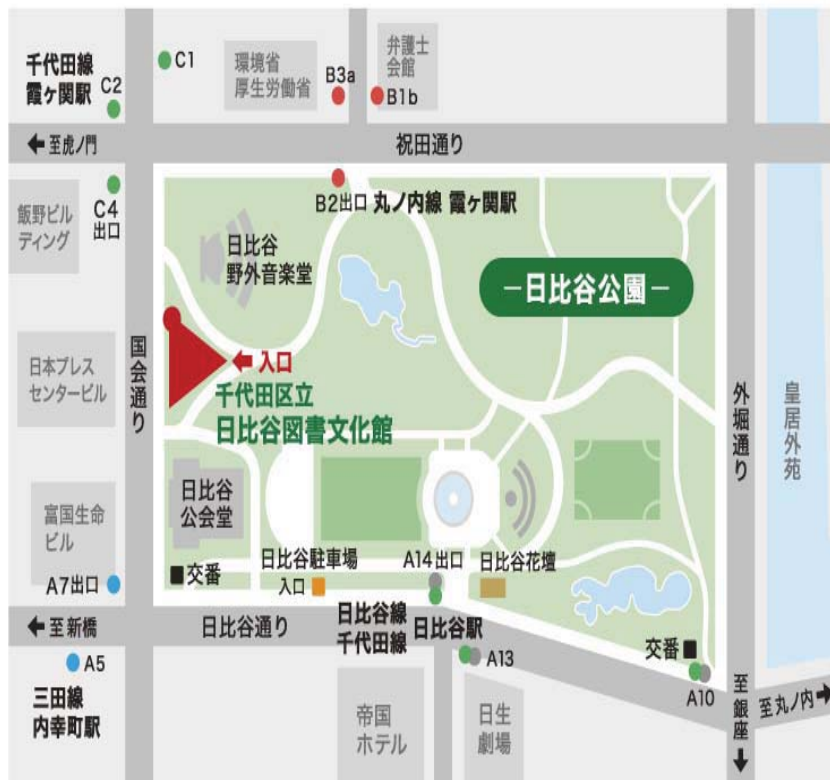 千代田線
霞ヶ関駅
C2
C1
環境省
厚生労働省
B3a
弁護士
会館
B1b
← 至虎ノ門
祝田通り
飯野ビル
ディング
C4
出口
B2出口 丸ノ内線 霞ヶ関駅
日比谷
野外音楽堂
－日比谷公園－
日本プレス
センタービル
国会通り
← 入口
千代田区立
日比谷図書文化館
外堀通り
皇居外苑
富国生命
ビル
日比谷
公会堂
A7出口
交番
日比谷駐車場
入口
A14出口
日比谷花壇
← 至新橋
日比谷通り
日比谷線
千代田線
日比谷駅
交番
A5
A13
A10
三田線
内幸町駅
帝国
ホテル
日生
劇場
至銀座 ↓
至丸ノ内 →